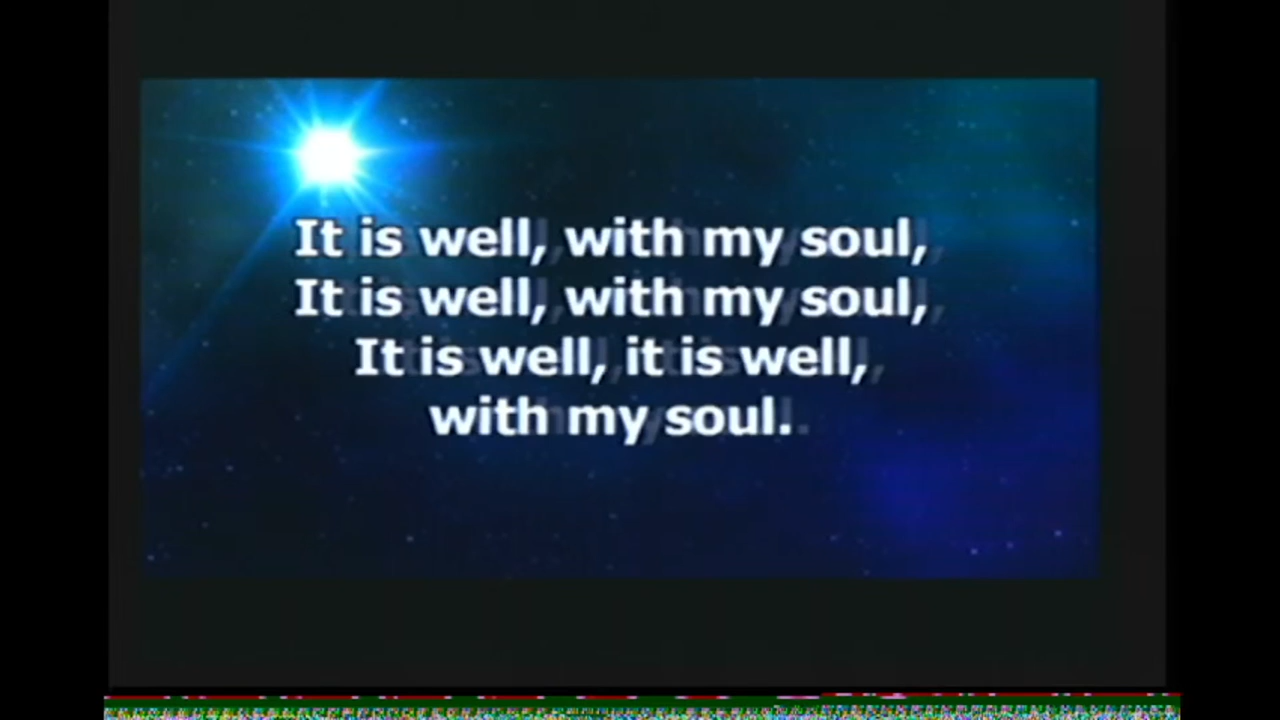 It is well, with my soul,
It is well, with my soul,
It is well, it is well,
with my soul.